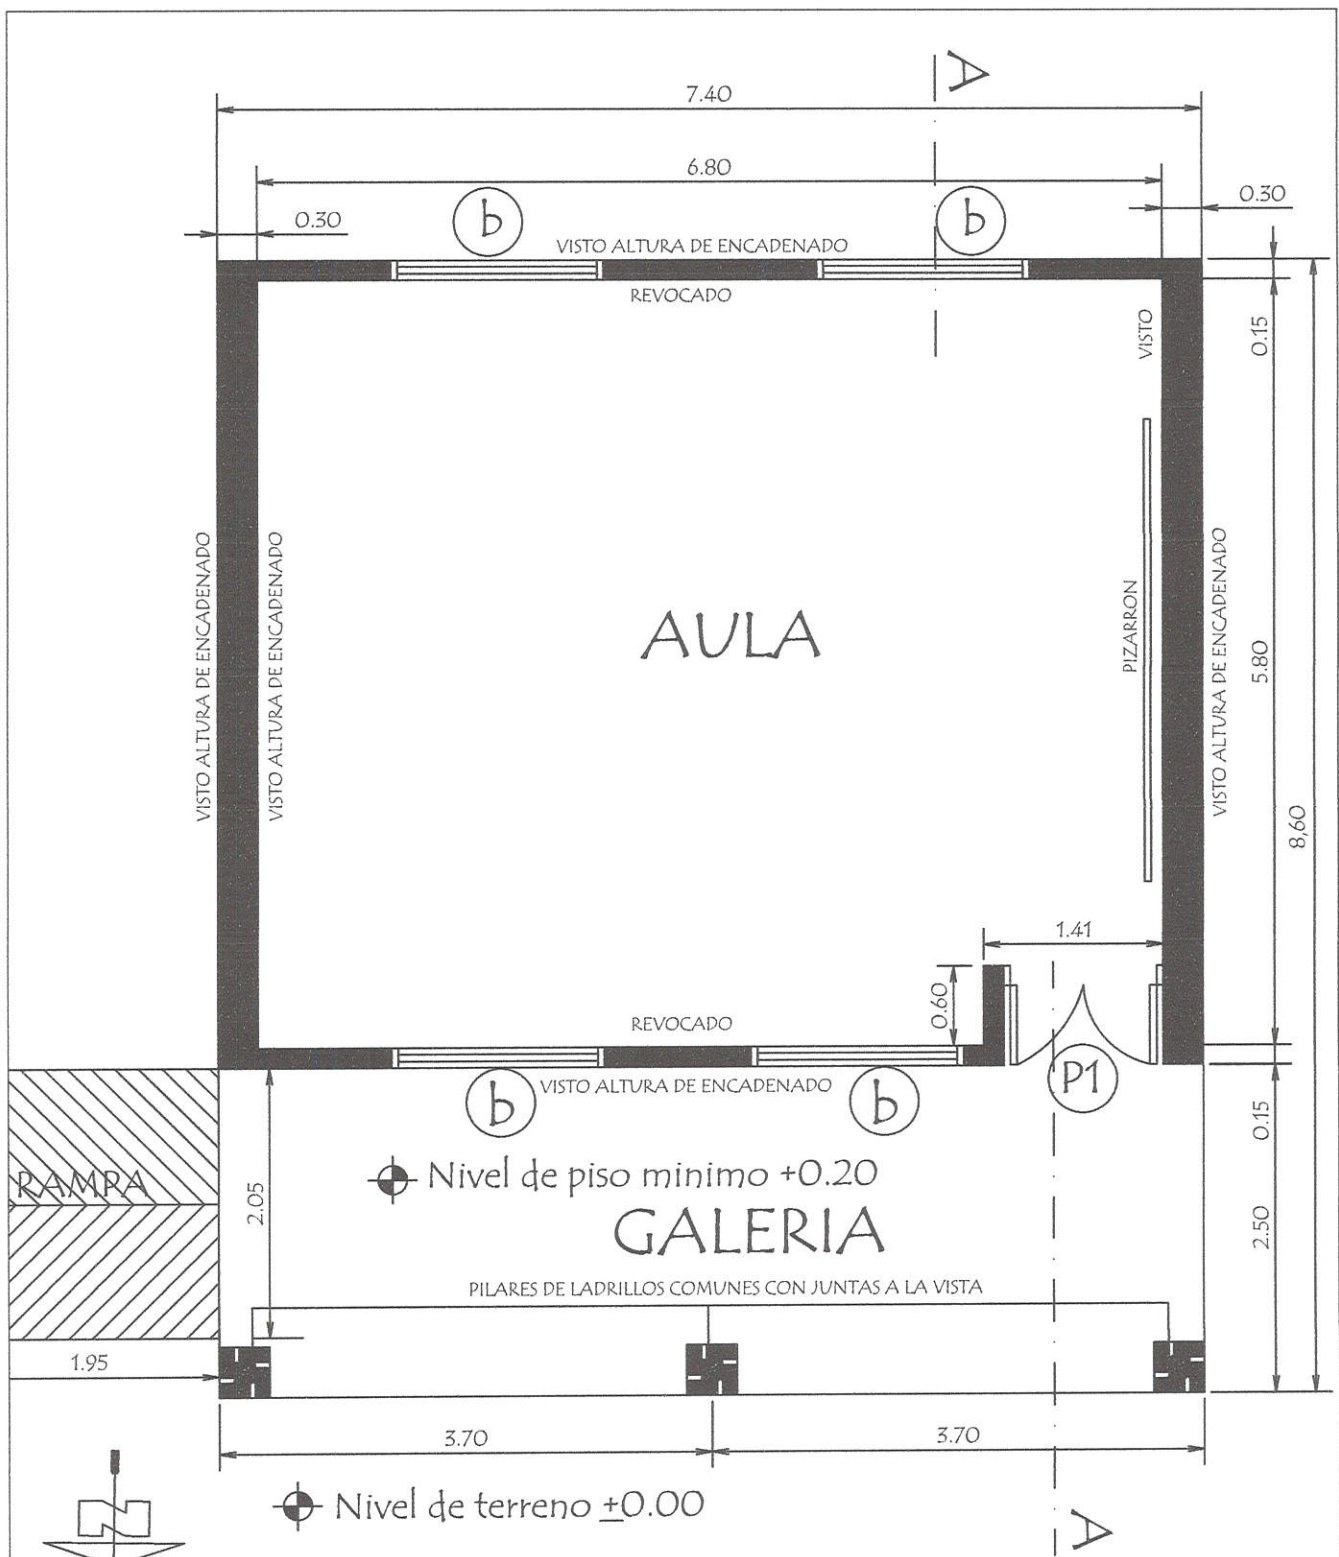 A
7.40
6.80
0.30
0.30
b
b
VISTO ALTURA DE ENCADENADO
REVOCADO
VISTO
0.15
VISTO ALTURA DE ENCADENADO
VISTO ALTURA DE ENCADENADO
AULA
PIZARRON
VISTO ALTURA DE ENCADENADO
5.80
8,60
1.41
0.60
REVOCADO
b
VISTO ALTURA DE ENCADENADO
b
P1
0.15
RAMPA
2.05
Nivel de piso minimo +0.20
GALERIA
2.50
PILARES DE LADRILLOS COMUNES CON JUNTAS A LA VISTA
1.95
3.70
3.70
N
Nivel de terreno ±0.00
A